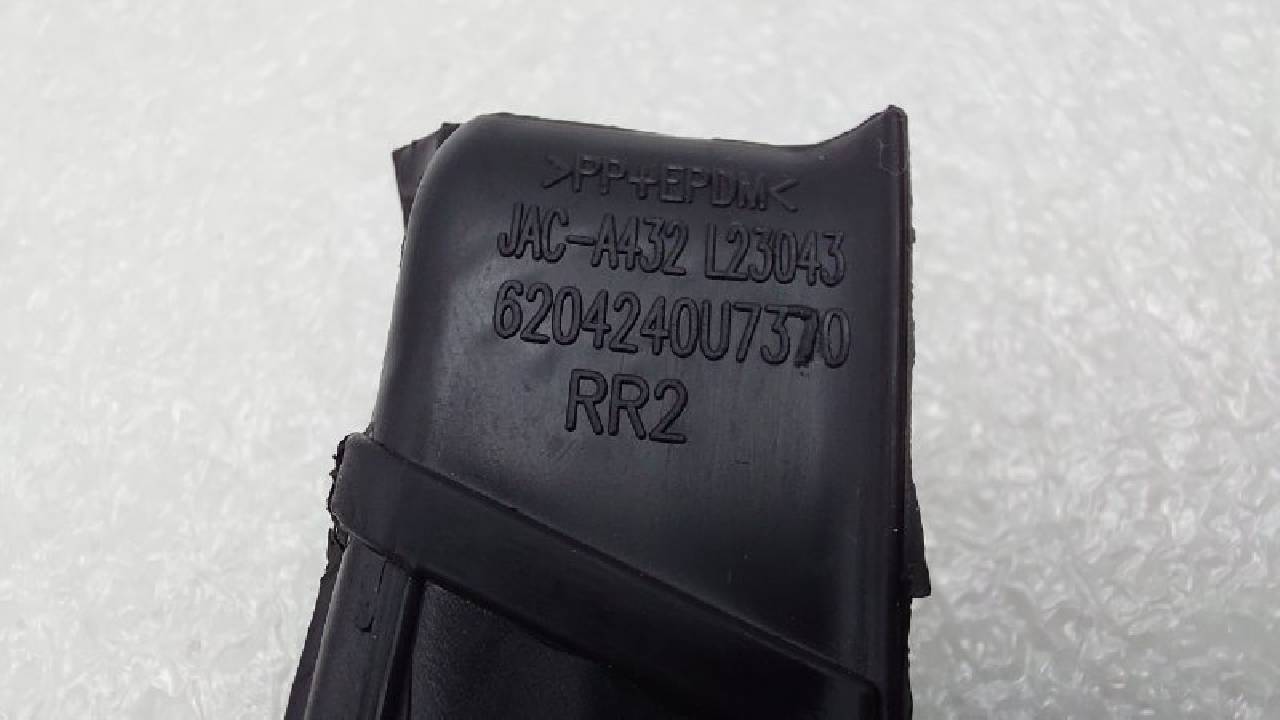 >PP+EPDM<
JAC-A432 L23043
6204240U7370
RR2